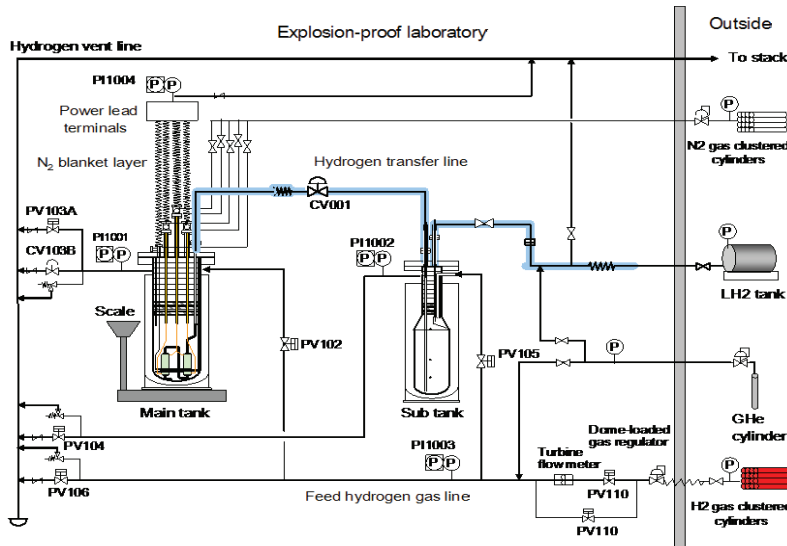 Explosion-proof laboratory
Outside
Hydrogen vent line
To stack
PI1004
P P
Power lead
terminals
P
N2 gas clustered
cylinders
N₂ blanket layer
Hydrogen transfer line
CV001
PV103A
CV103B
PI1001
P P
PI1002
P P
P
LH2 tank
Scale
PV102
PV105
P
Main tank
Sub tank
GHe
cylinder
Dome-loaded
gas regulator
PV104
PI1003
P P
Turbine
flow meter
P
PV106
Feed hydrogen gas line
PV110
H2 gas clustered
cylinders
PV110